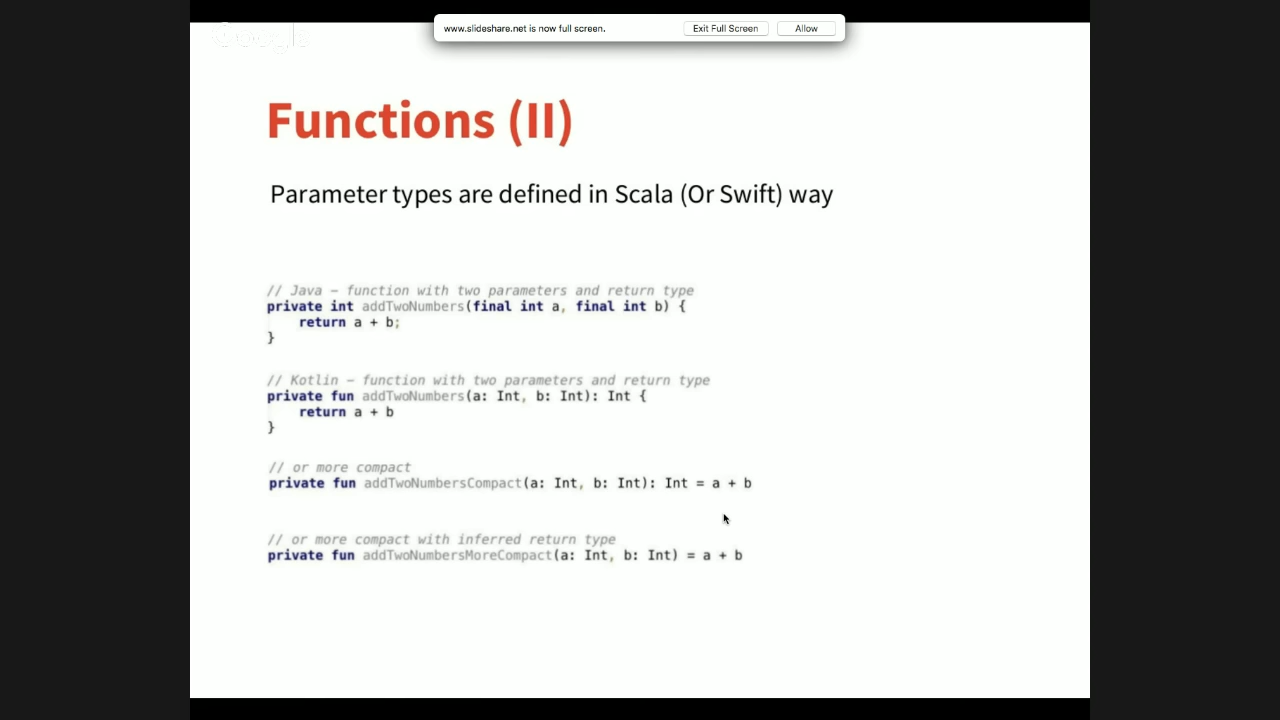 Google
www.slideshare.net is now full screen.
Exit Full Screen
Allow
Functions (II)
Parameter types are defined in Scala (Or Swift) way
// Java – function with two parameters and return type
private int addTwoNumbers(final int a, final int b) {
    return a + b;
}
// Kotlin – function with two parameters and return type
private fun addTwoNumbers(a: Int, b: Int): Int {
    return a + b
}
// or more compact
private fun addTwoNumbersCompact(a: Int, b: Int): Int = a + b
// or more compact with inferred return type
private fun addTwoNumbersMoreCompact(a: Int, b: Int) = a + b